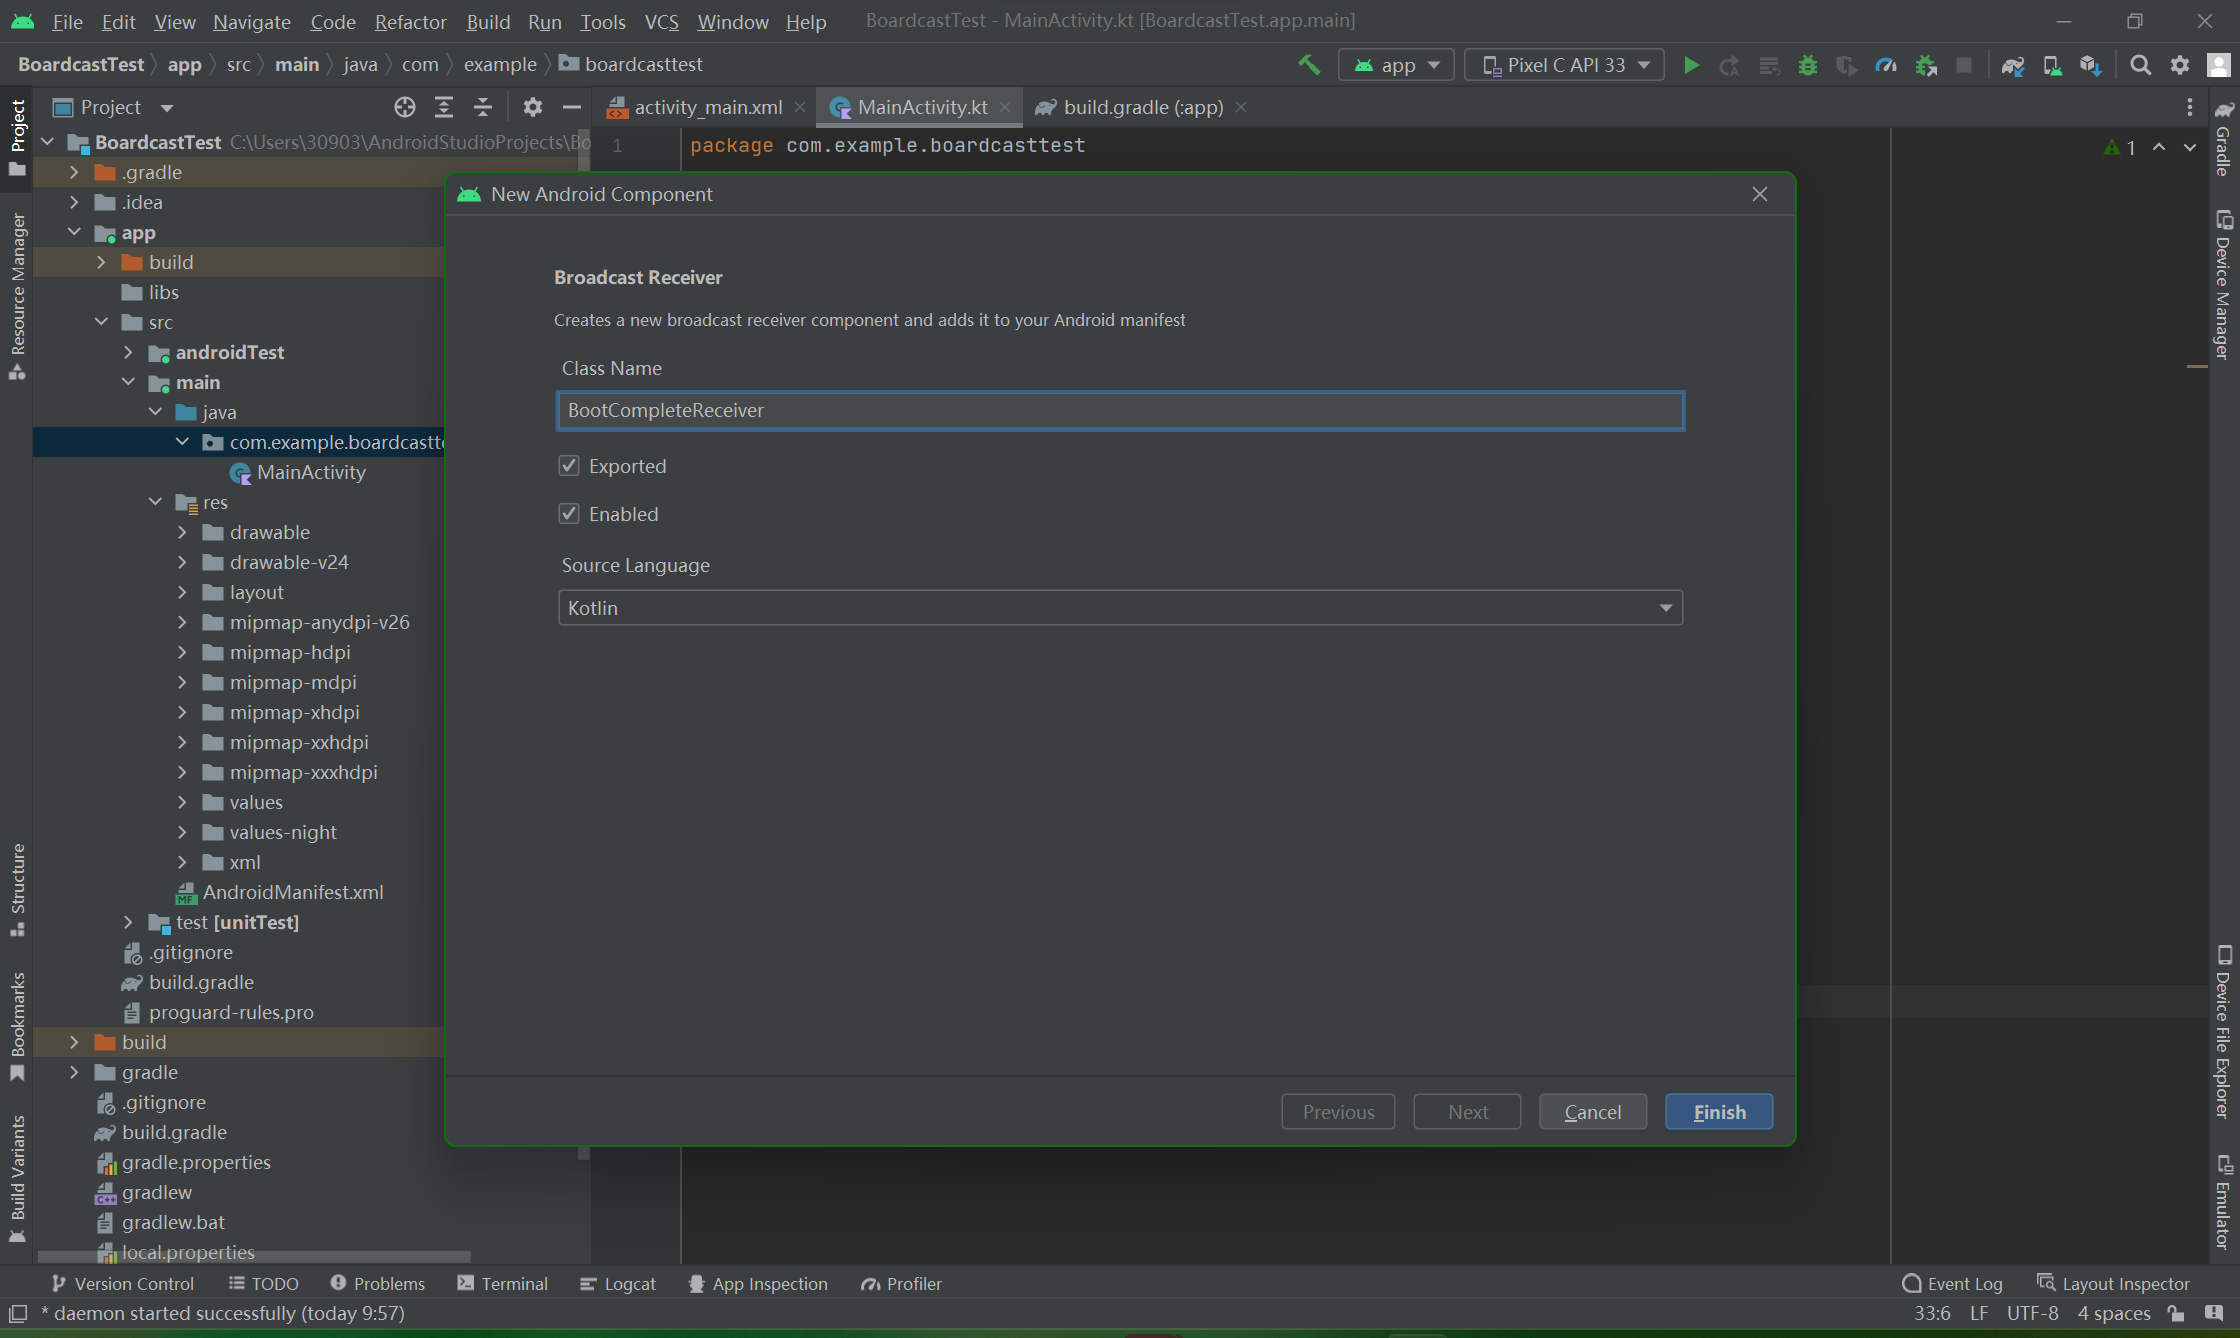 File Edit View Navigate Code Refactor Build Run Tools VCS Window Help BoardcastTest - MainActivity.kt [BoardcastTest.app.main]
BoardcastTest app src main java com example boardcasttest app Pixel C API 33
Project activity_main.xml MainActivity.kt build.gradle (:app)
BoardcastTest C:\Users\30903\AndroidStudioProjects\Bo
1 package com.example.boardcasttest
1
.gradle
.idea
app
build
libs
src
androidTest
main
java
com.example.boardcastt
MainActivity
res
drawable
drawable-v24
layout
mipmap-anydpi-v26
mipmap-hdpi
mipmap-mdpi
mipmap-xhdpi
mipmap-xxhdpi
mipmap-xxxhdpi
values
values-night
xml
AndroidManifest.xml
test [unitTest]
.gitignore
build.gradle
proguard-rules.pro
build
gradle
.gitignore
build.gradle
gradle.properties
gradlew
gradlew.bat
local.properties
New Android Component
Broadcast Receiver
Creates a new broadcast receiver component and adds it to your Android manifest
Class Name
BootCompleteReceiver
Exported
Enabled
Source Language
Kotlin
Previous Next Cancel Finish
Project
Resource Manager
Structure
Bookmarks
Build Variants
Gradle
Device Manager
Device File Explorer
Emulator
Version Control TODO Problems Terminal Logcat App Inspection Profiler Event Log Layout Inspector
* daemon started successfully (today 9:57) 33:6 LF UTF-8 4 spaces